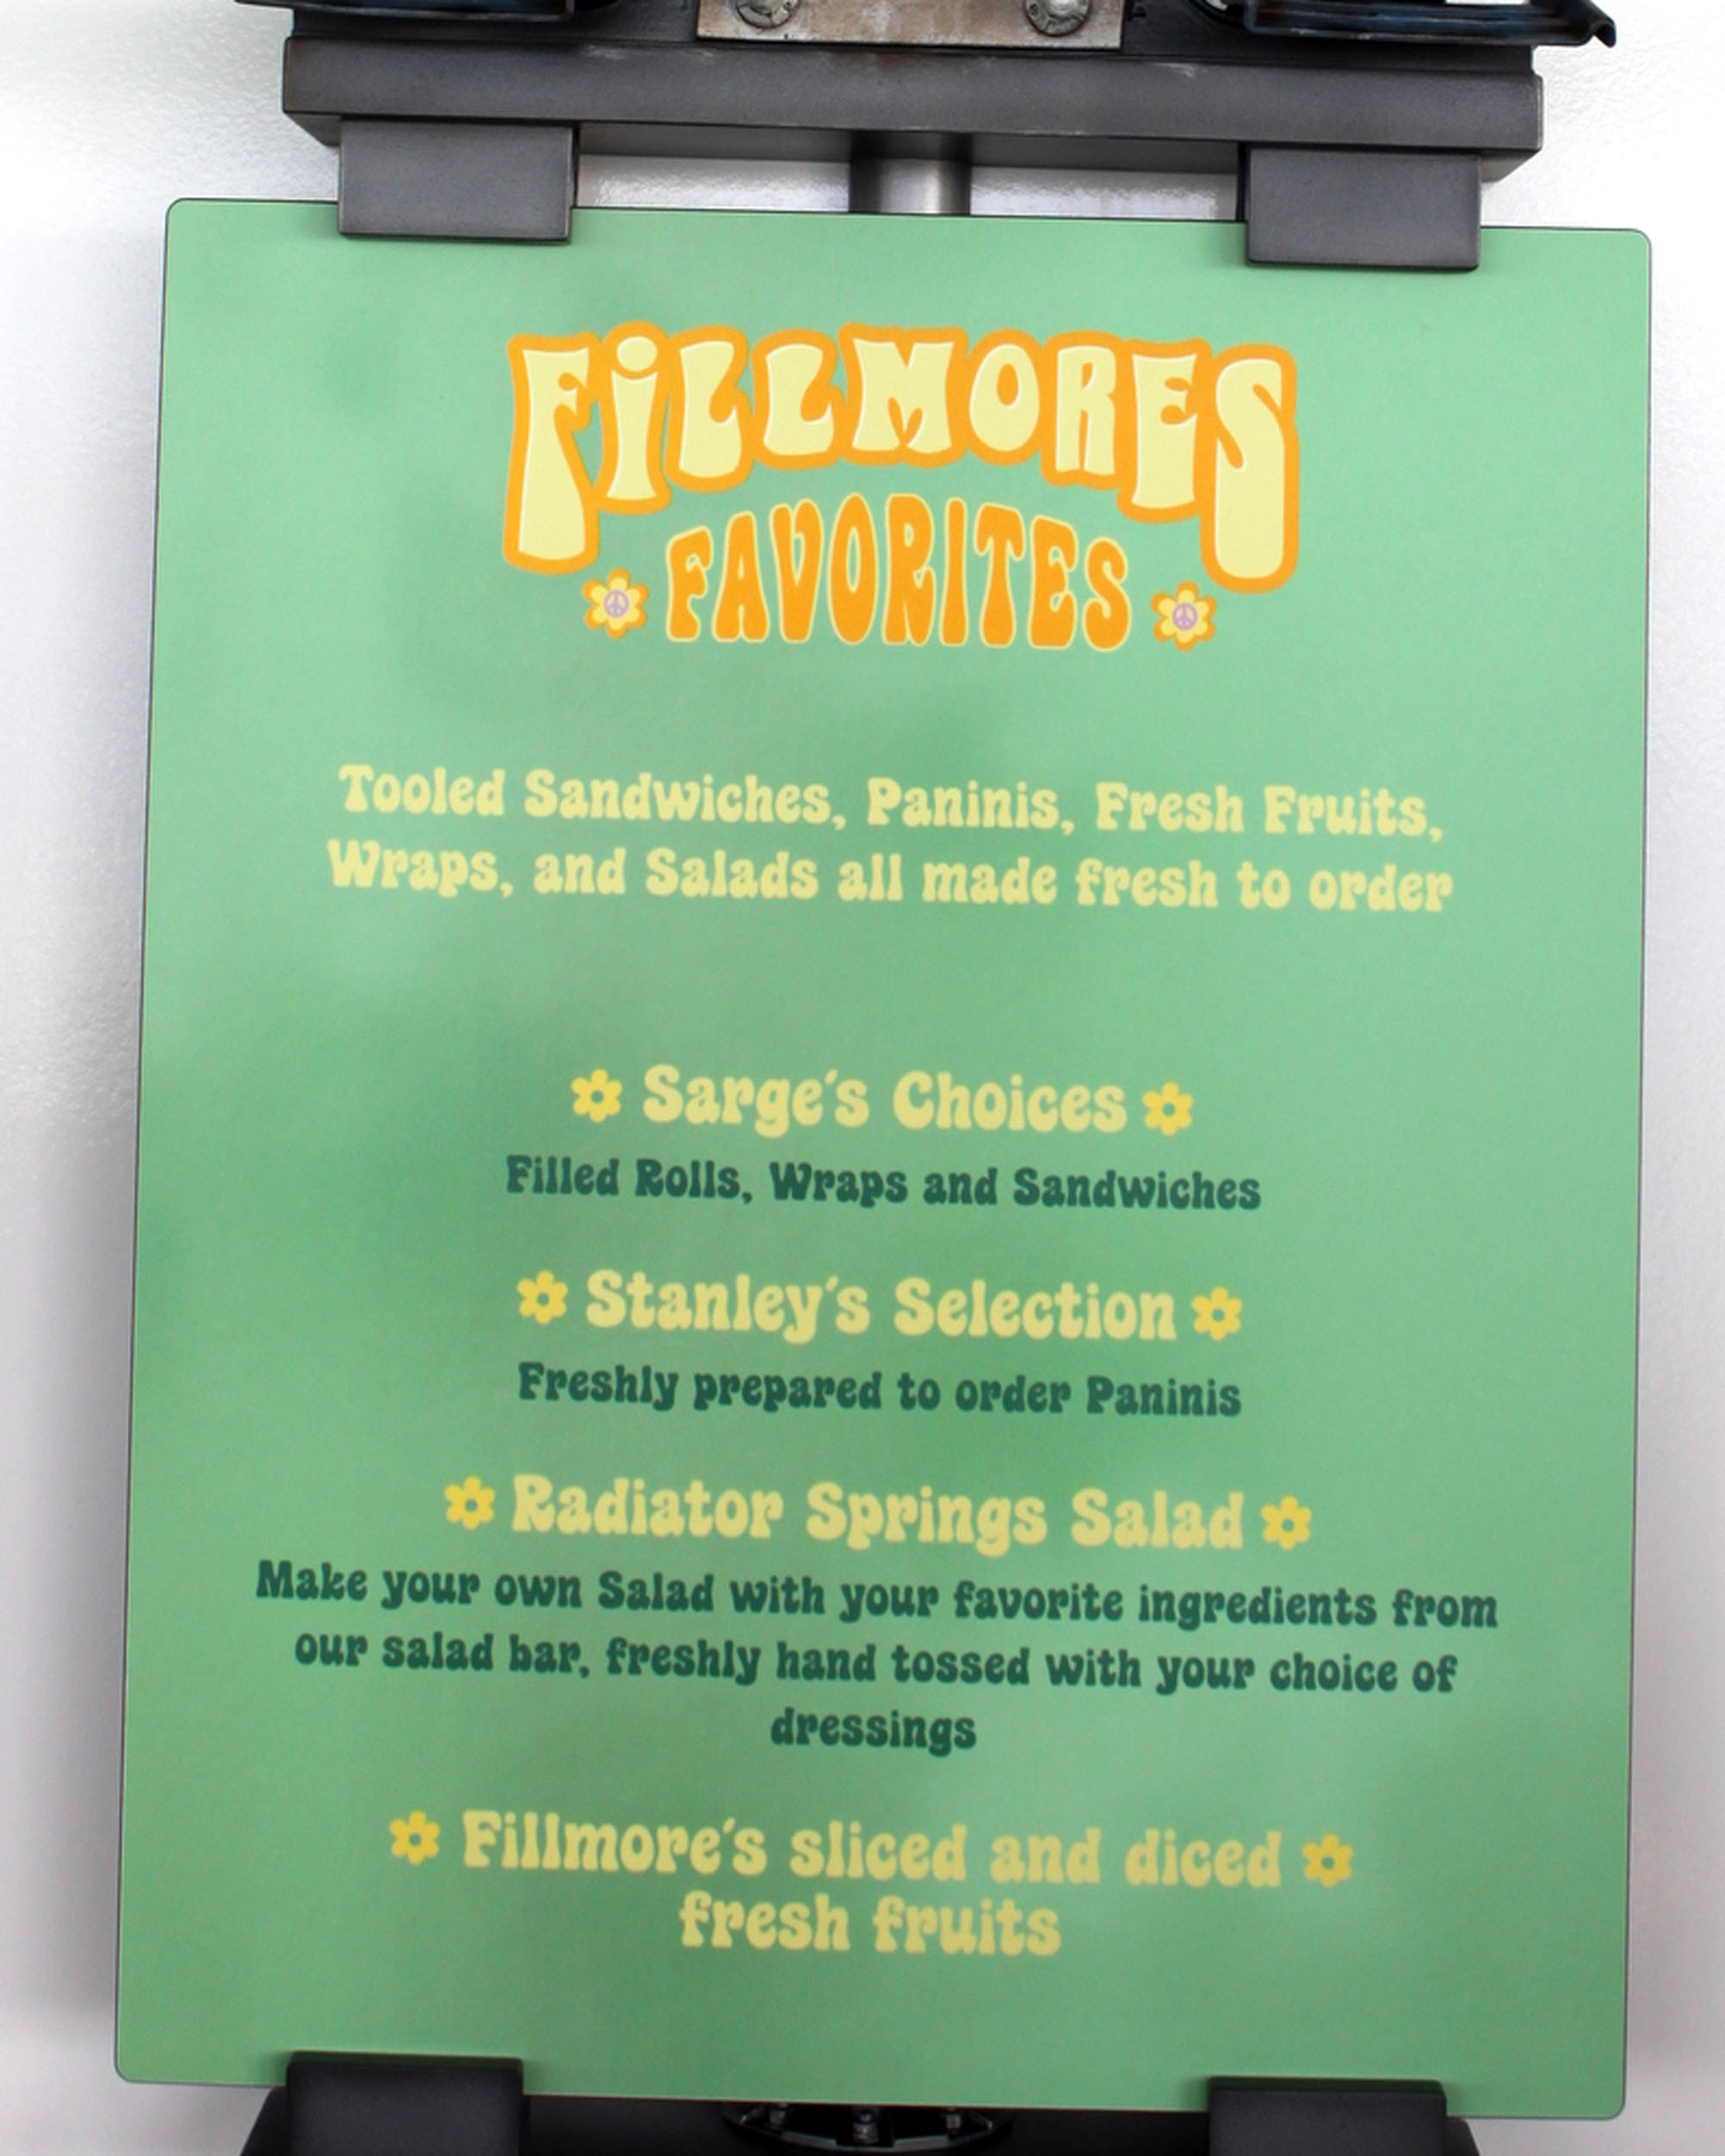 FiLLMORES
FAVORITES
Tooled Sandwiches, Paninis, Fresh Fruits,
Wraps, and Salads all made fresh to order
Sarge's Choices
Filled Rolls, Wraps and Sandwiches
Stanley's Selection
Freshly prepared to order Paninis
Radiator Springs Salad
Make your own Salad with your favorite ingredients from
our salad bar, freshly hand tossed with your choice of
dressings
Fillmore's sliced and diced
fresh fruits